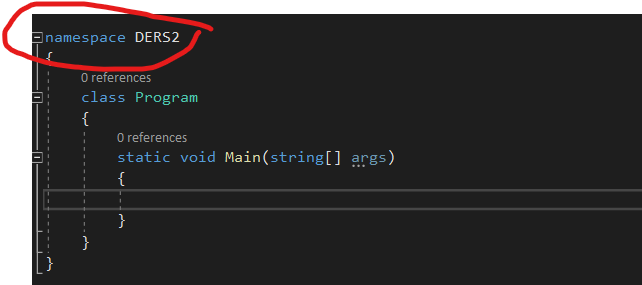 namespace DERS2
{
0 references
class Program
{
0 references
static void Main(string[] args)
{
}
}
}